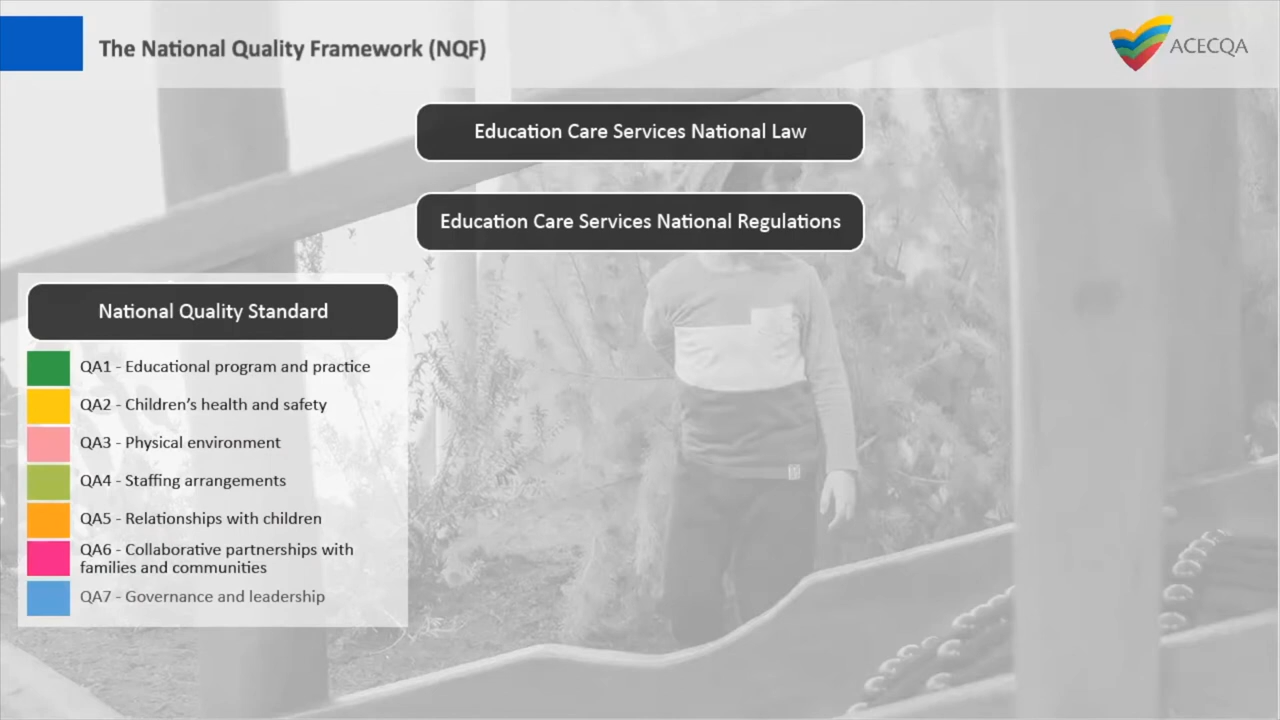 The National Quality Framework (NQF)
ACECQA
Education Care Services National Law
Education Care Services National Regulations
National Quality Standard
QA1 - Educational program and practice
QA2 - Children’s health and safety
QA3 - Physical environment
QA4 - Staffing arrangements
QA5 - Relationships with children
QA6 - Collaborative partnerships with
families and communities
QA7 - Governance and leadership